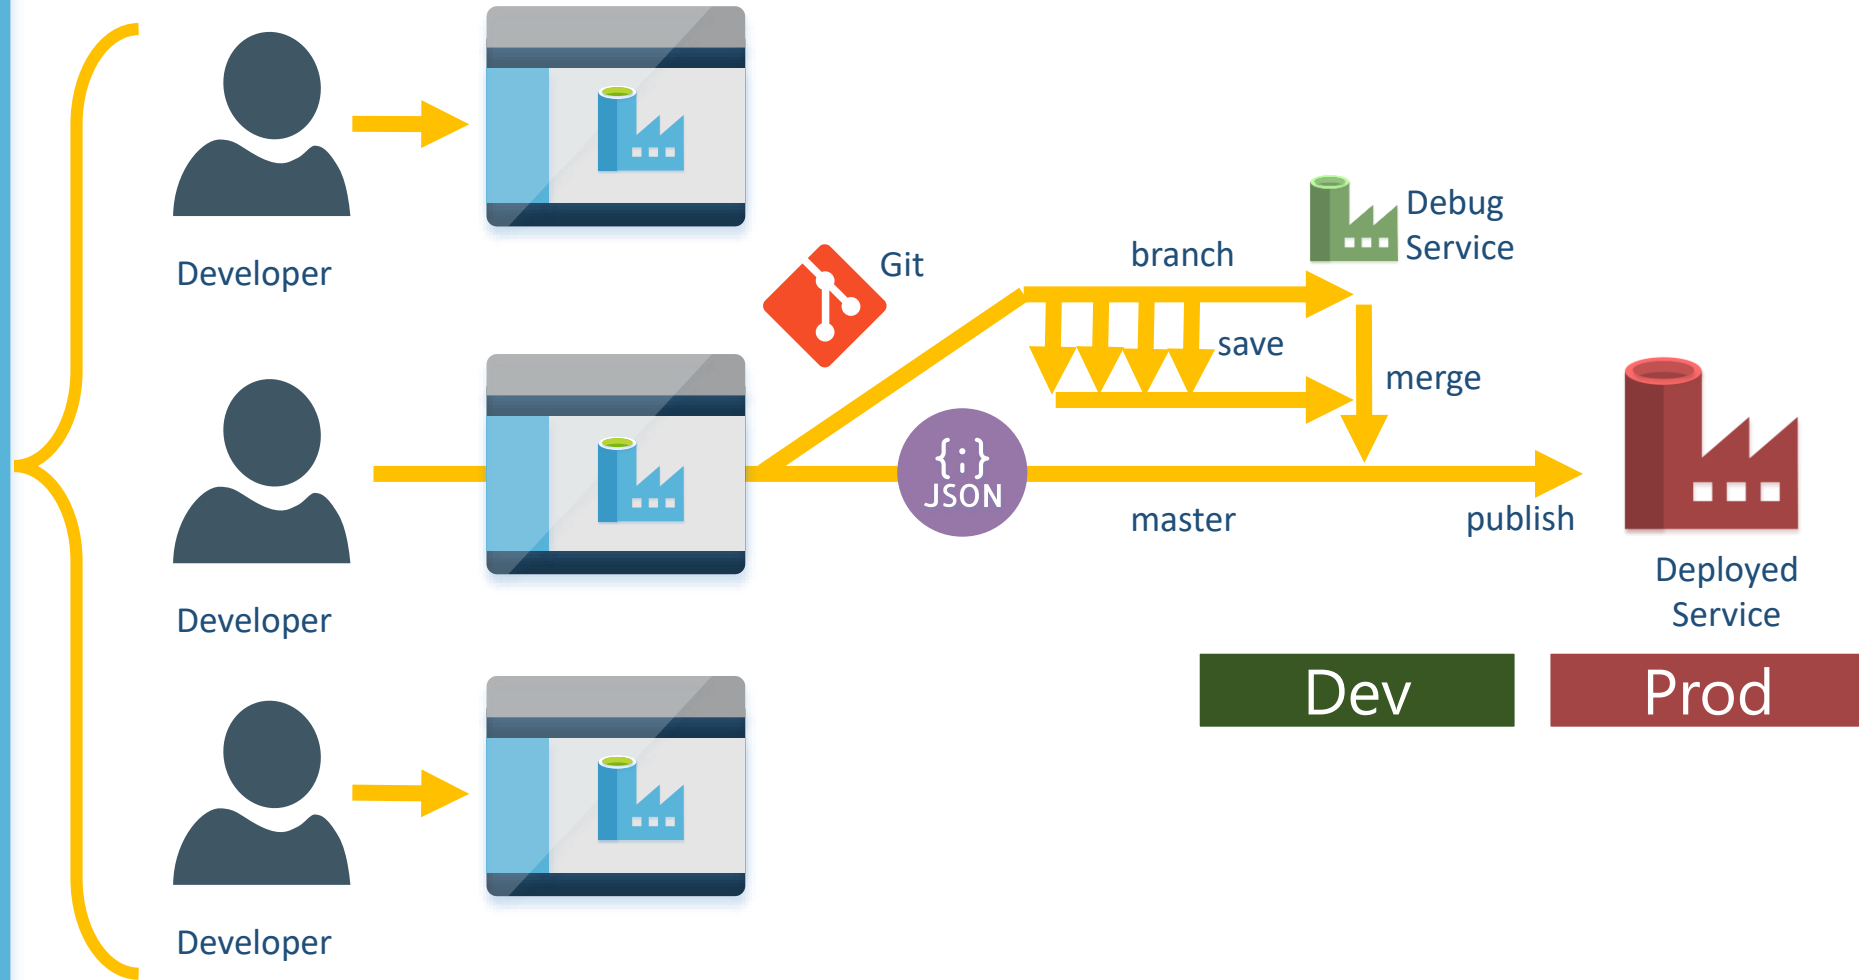 Developer
Git
branch
Debug
Service
save
merge
{;}
JSON
master
publish
Developer
Deployed
Service
Dev
Prod
Developer